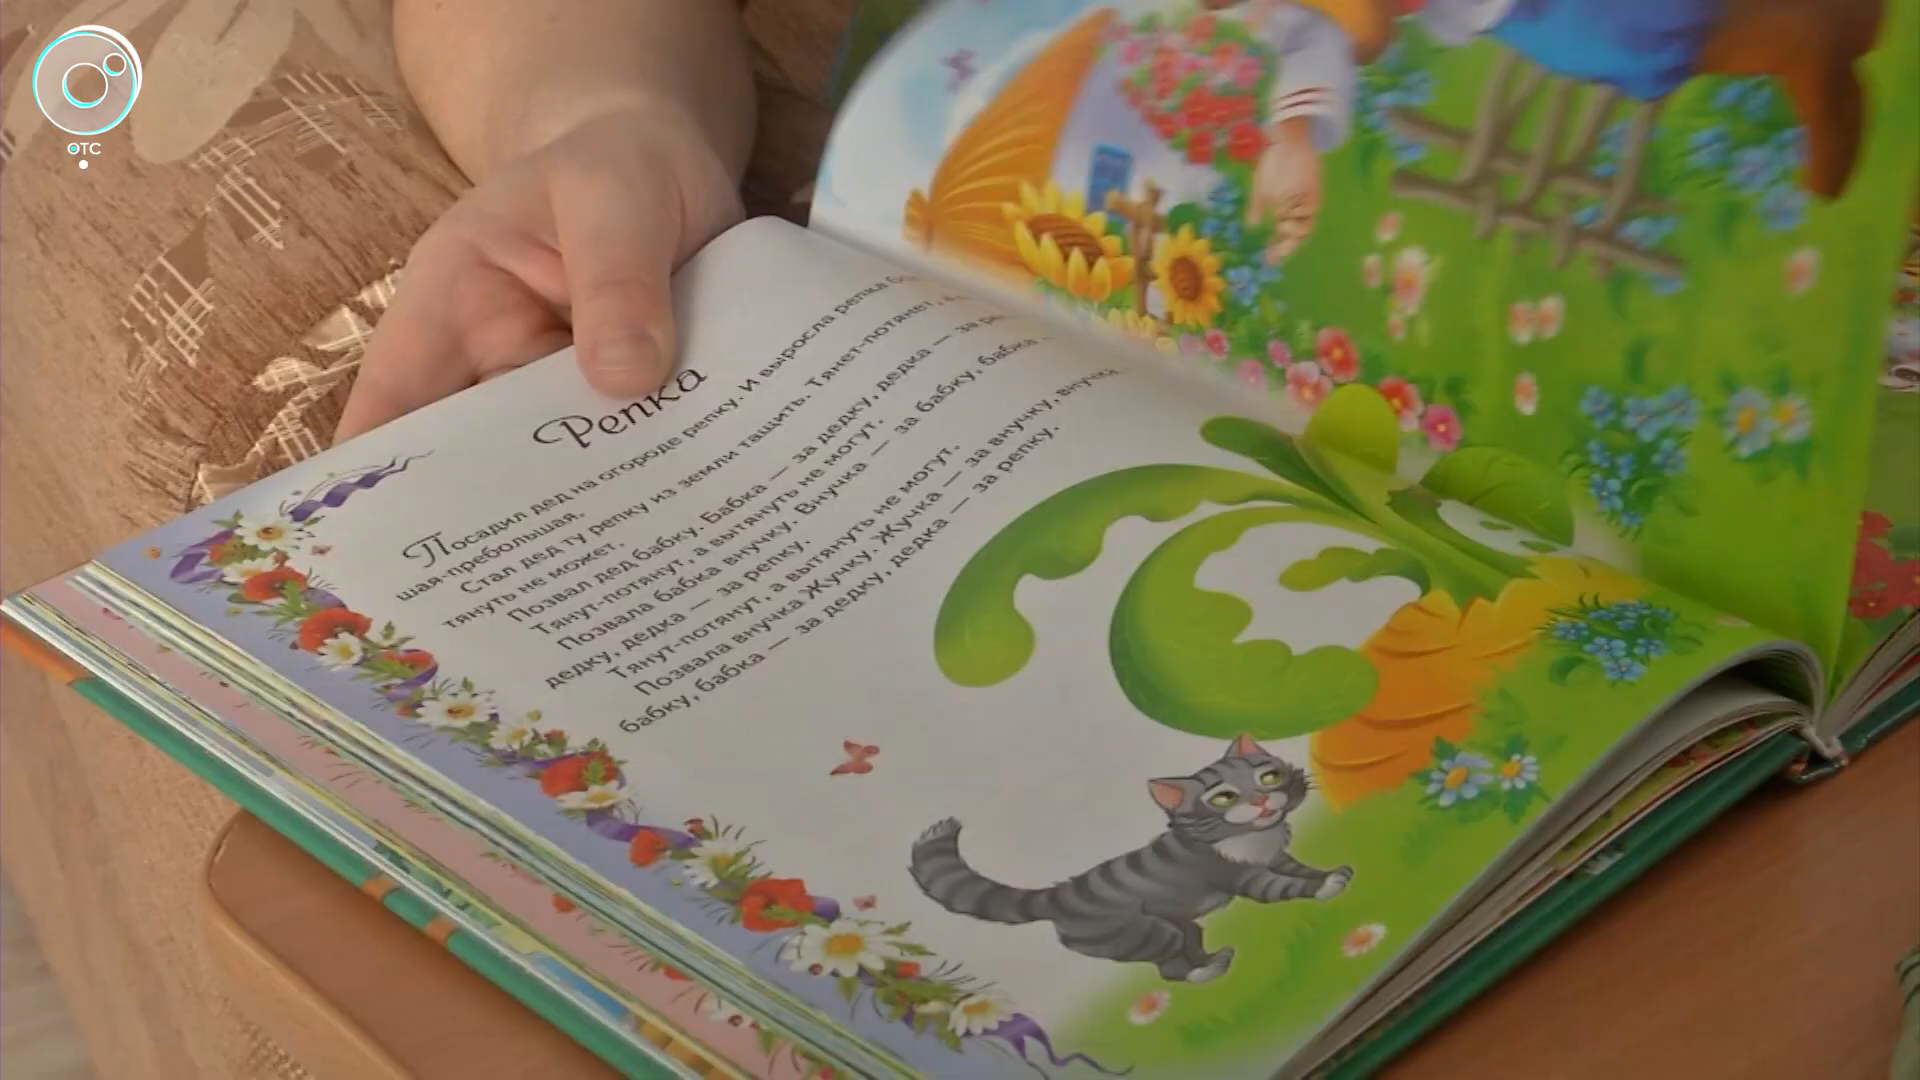 ОТС
Репка
Посадил дед на огороде репку. И выросла репка
шая-пребольшая.
Стал дед ту репку из земли тащить. Тянет-потянет,
тянуть не может.
Позвал дед бабку. Бабка — за дедку, дедка — за
Тянут-потянут, а вытянуть не могут.
Позвала бабка внучку. Внучка — за бабку, бабка —
дедку, дедка — за репку.
Тянут-потянут, а вытянуть не могут.
Позвала внучка Жучку. Жучка — за внучку, внучка
бабку, бабка — за дедку, дедка — за репку.